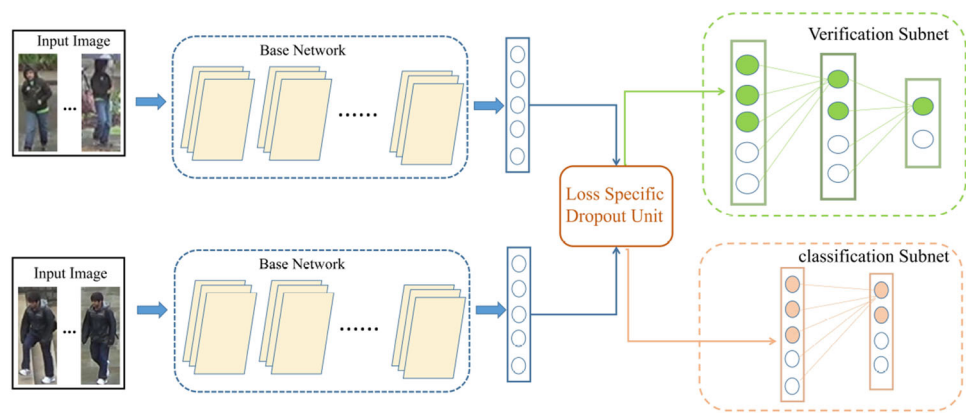 Input Image
...
Base Network
......
Verification Subnet
Loss Specific
Dropout Unit
Input Image
...
Base Network
......
classification Subnet